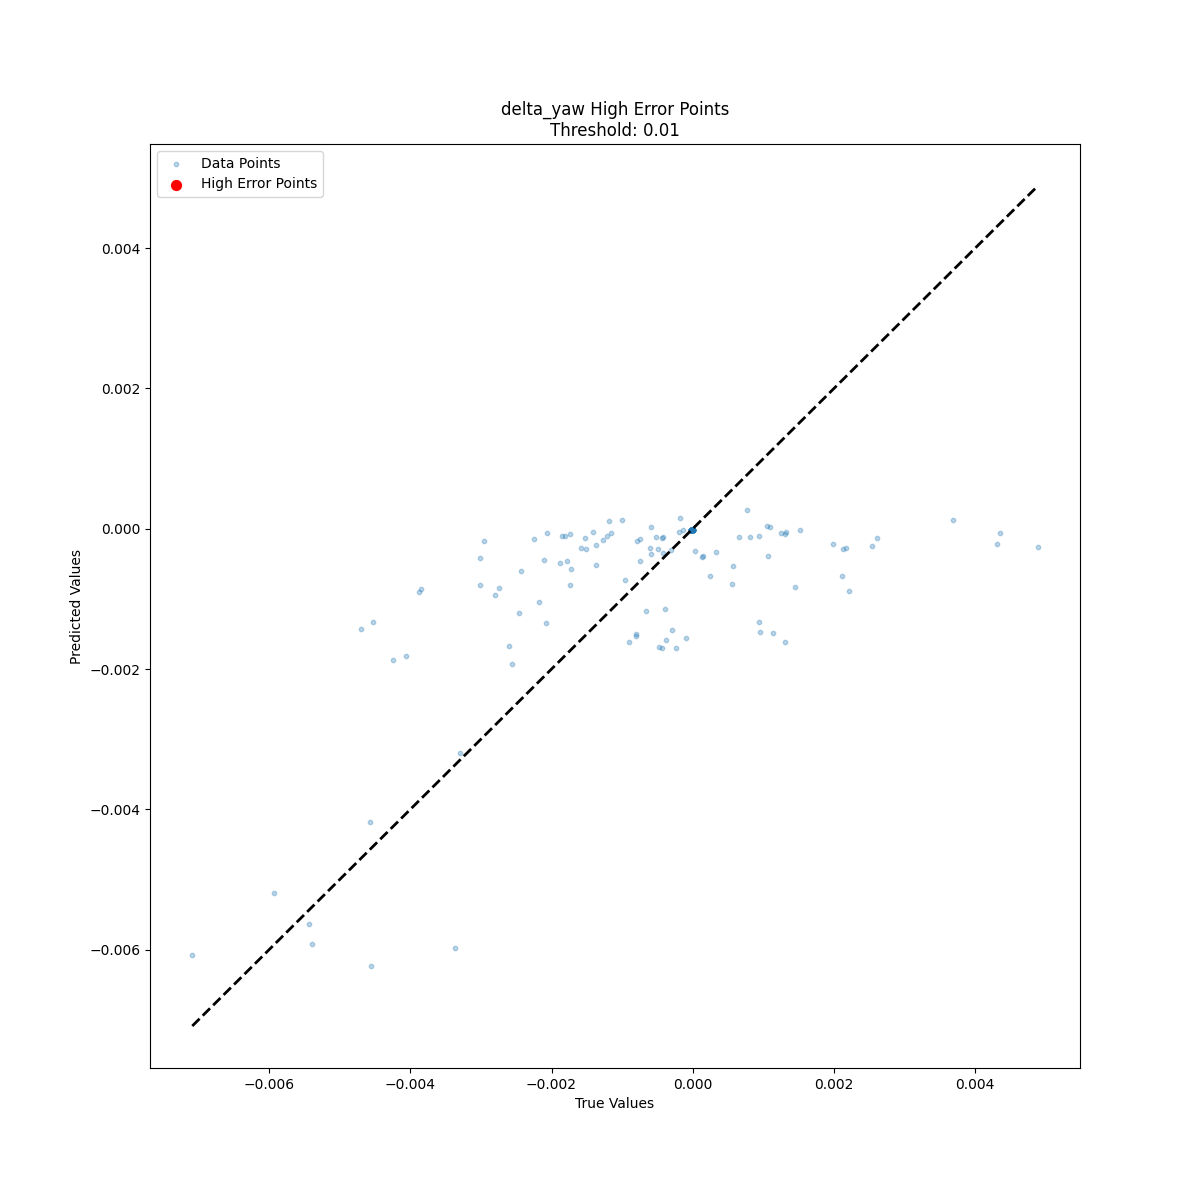 delta_yaw High Error Points
Threshold: 0.01
Data Points
High Error Points
0.004
0.002
0.000
−0.002
−0.004
−0.006
Predicted Values
−0.006
−0.004
−0.002
0.000
0.002
0.004
True Values